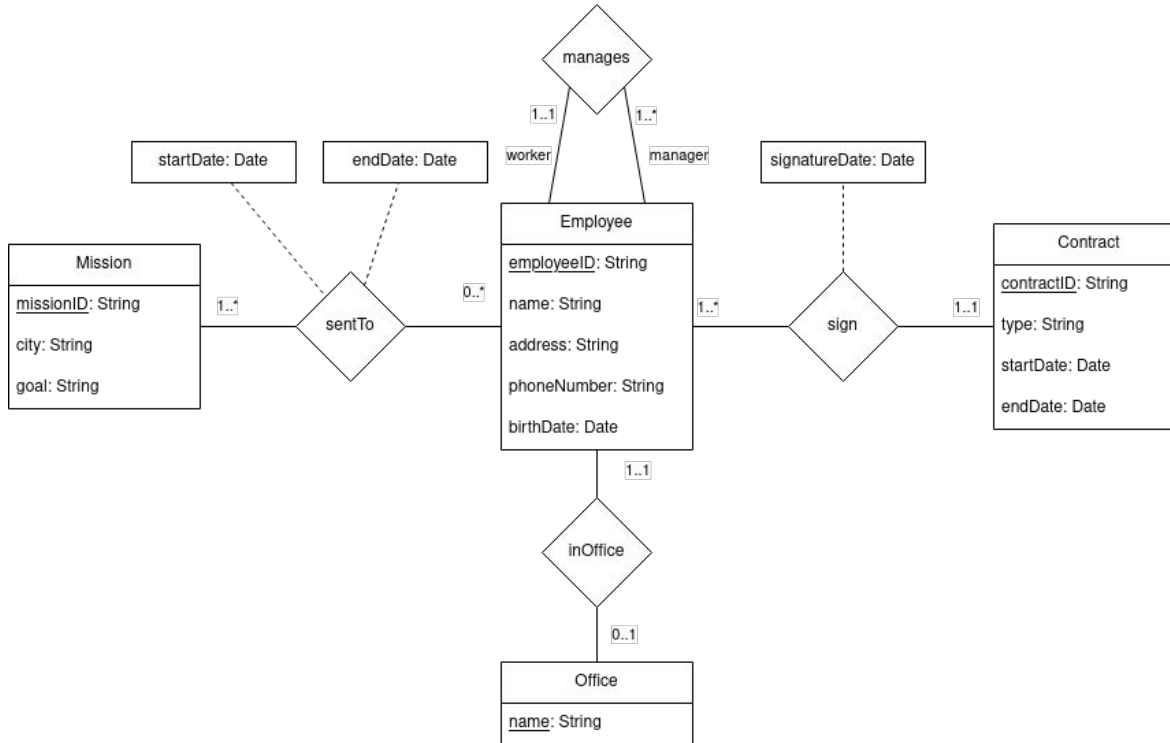 manages
1..1
1..*
worker
manager
startDate: Date
endDate: Date
signatureDate: Date
Mission
missionID: String
city: String
goal: String
1..*
sentTo
0..*
Employee
employeeID: String
name: String
address: String
phoneNumber: String
birthDate: Date
1..*
sign
1..1
Contract
contractID: String
type: String
startDate: Date
endDate: Date
1..1
inOffice
0..1
Office
name: String